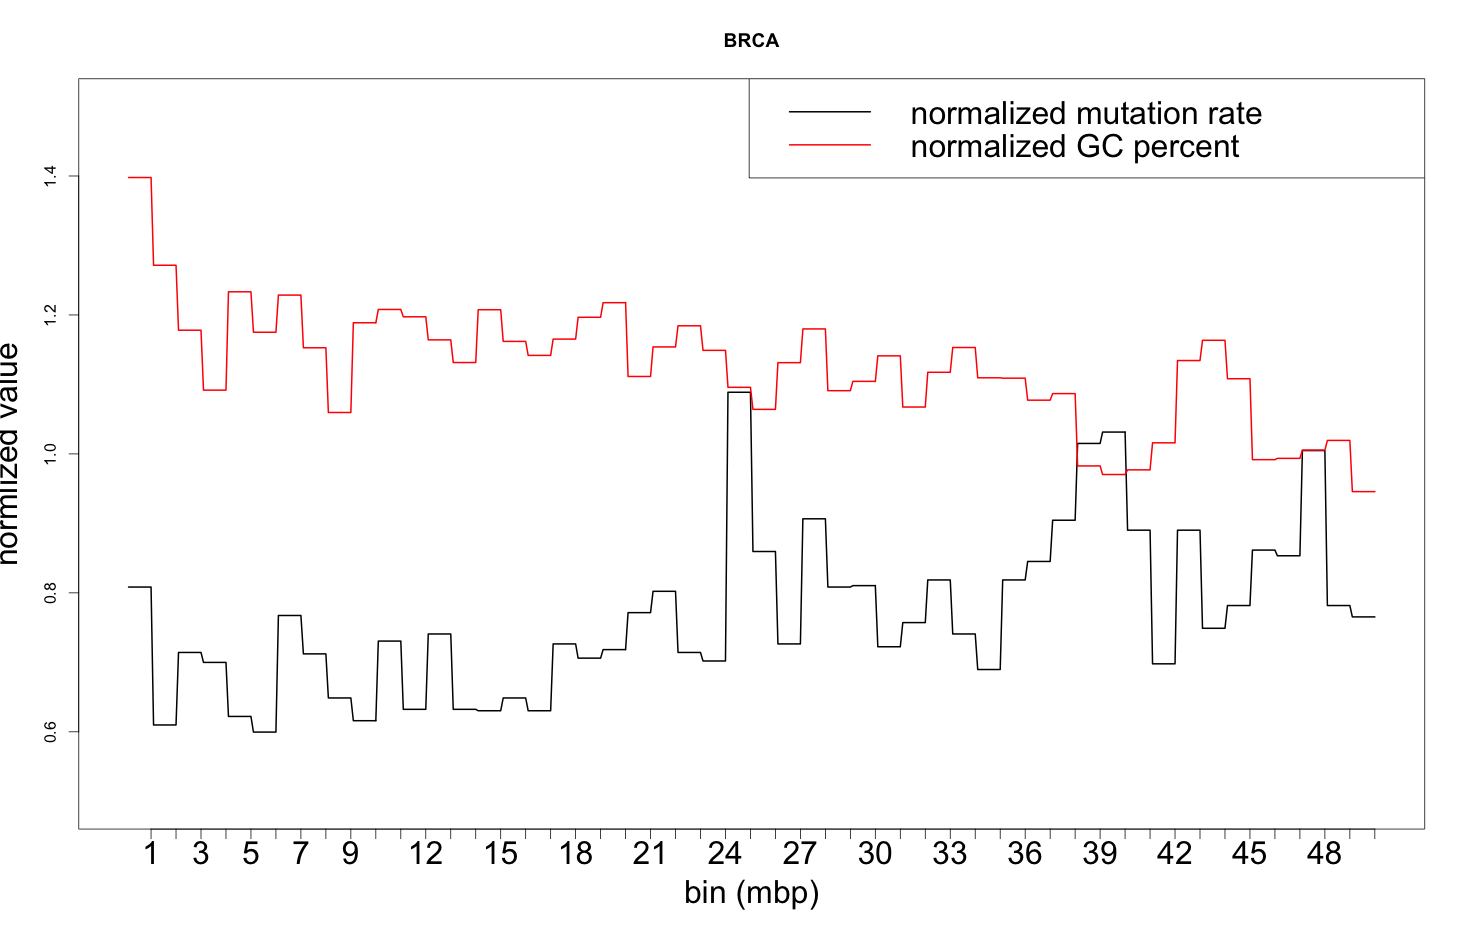 BRCA
normalized mutation rate
normalized GC percent
normlized value
1.4
1.2
1.0
0.8
0.6
1 3 5 7 9 12 15 18 21 24 27 30 33 36 39 42 45 48
bin (mbp)